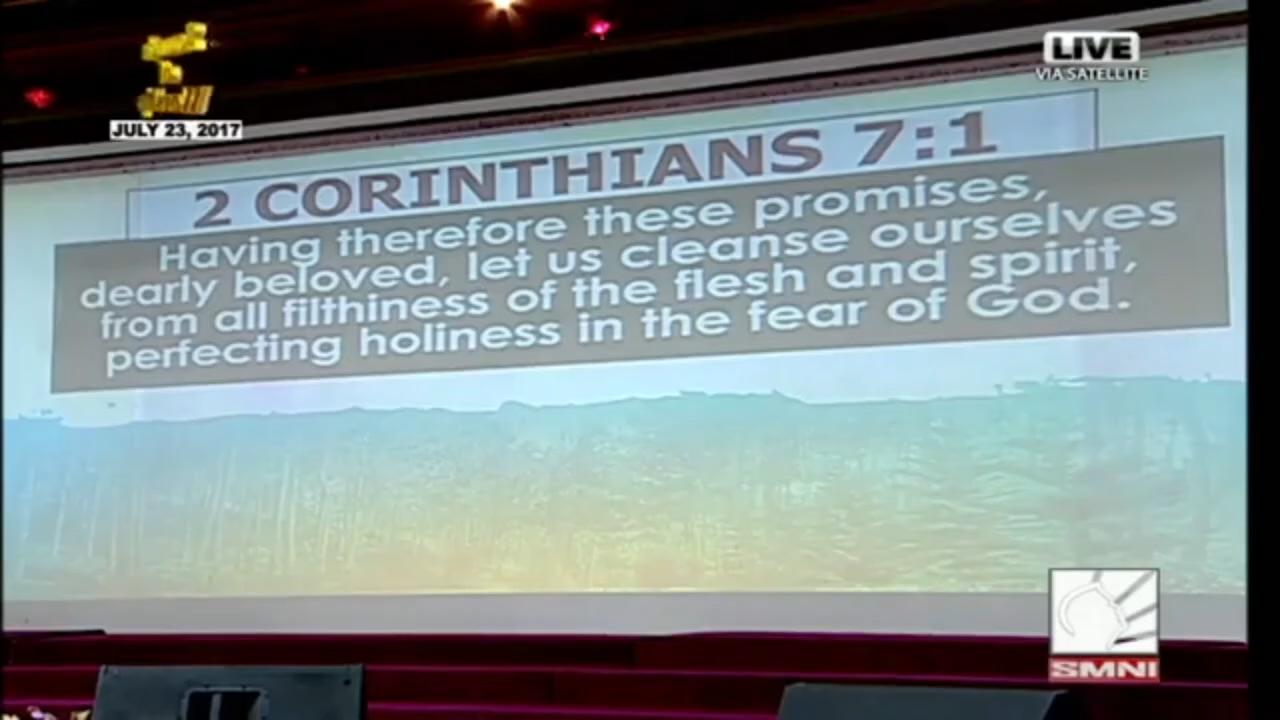 LIVE
VIA SATELLITE
JULY 23, 2017
2 CORINTHIANS 7:1
Having therefore these promises,
dearly beloved, let us cleanse ourselves
from all filthiness of the flesh and spirit,
perfecting holiness in the fear of God.
SMNI